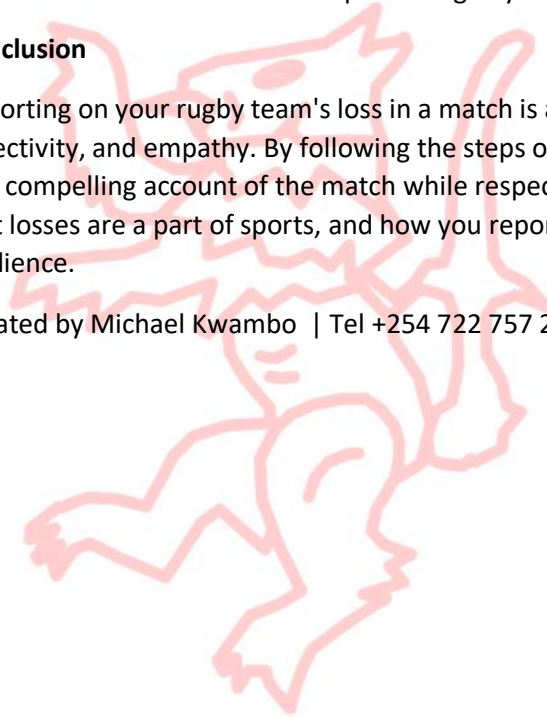 clusion
orting on your rugby team's loss in a match is a
ectivity, and empathy. By following the steps o
compelling account of the match while respec
t losses are a part of sports, and how you repor
lience.
ated by Michael Kwambo | Tel +254 722 757 2